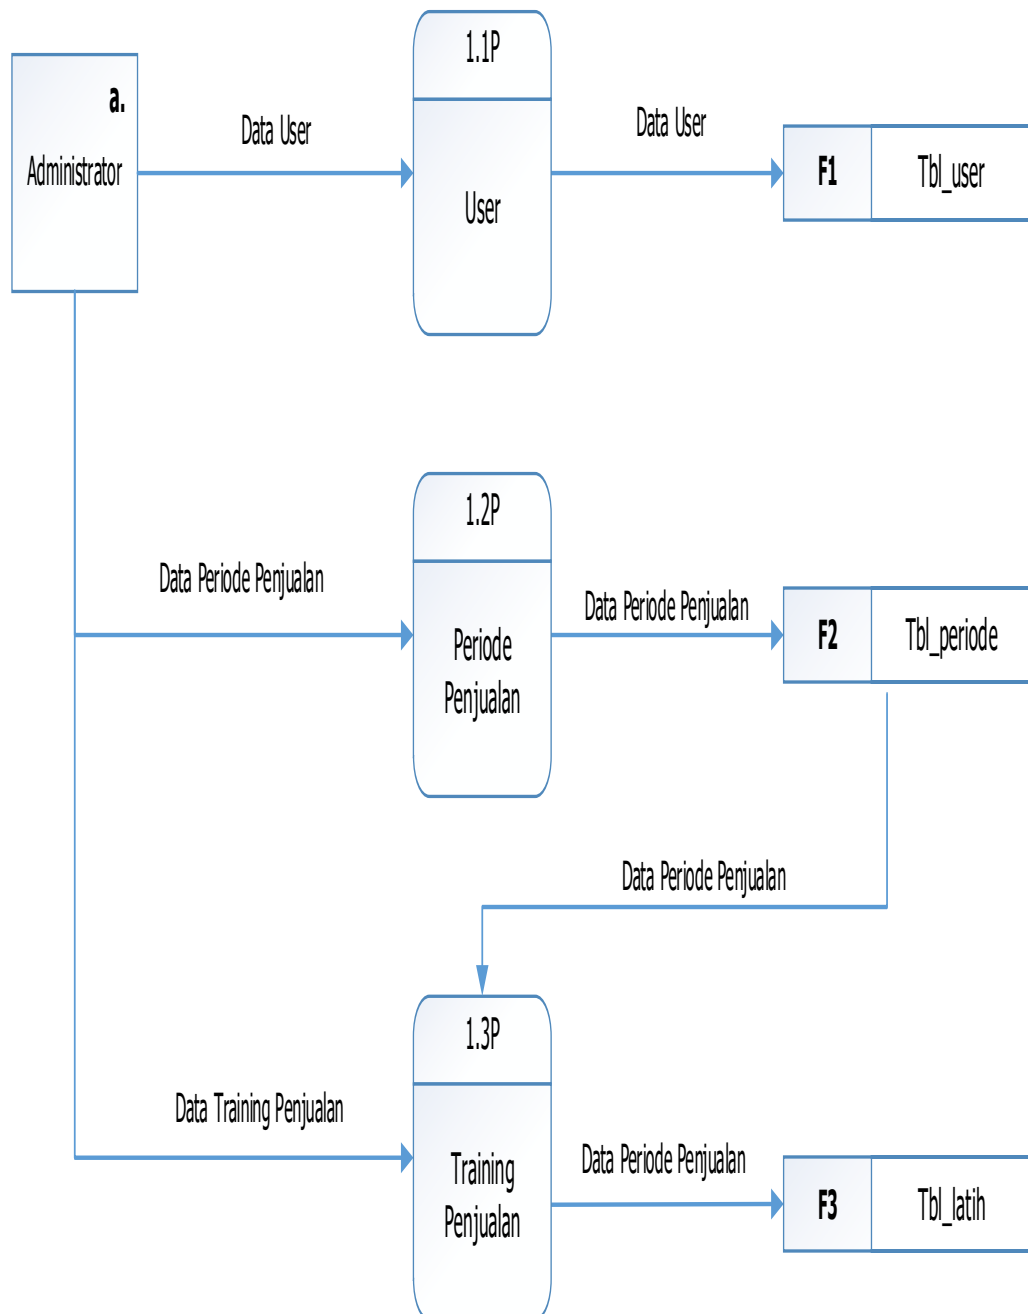 1.1P
a.
Data User
Data User
Administrator
F1
Tbl_user
User
1.2P
Data Periode Penjualan
Data Periode Penjualan
F2
Tbl_periode
Periode
Penjualan
Data Periode Penjualan
1.3P
Data Training Penjualan
Data Periode Penjualan
Training
Penjualan
F3
Tbl_latih